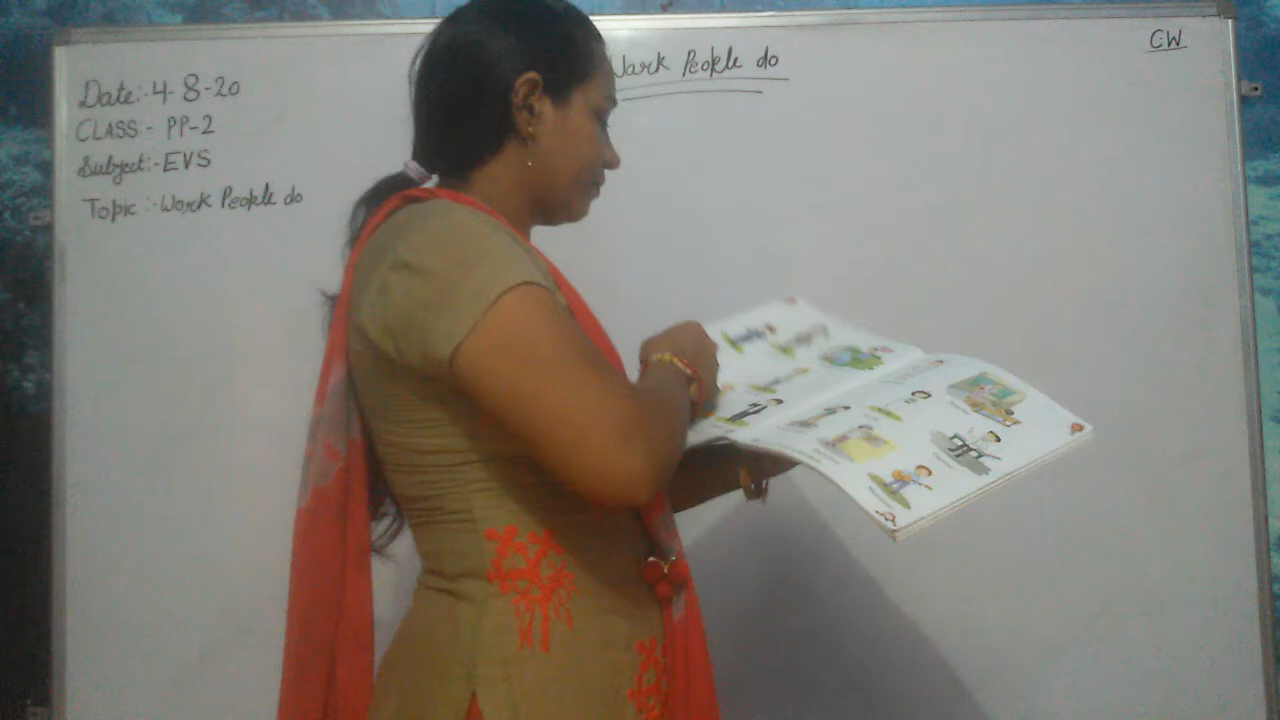 Date:-4-8-20
CLASS:- PP-2
Subject:-EVS
Topic :-Work People do
Work People do
CW